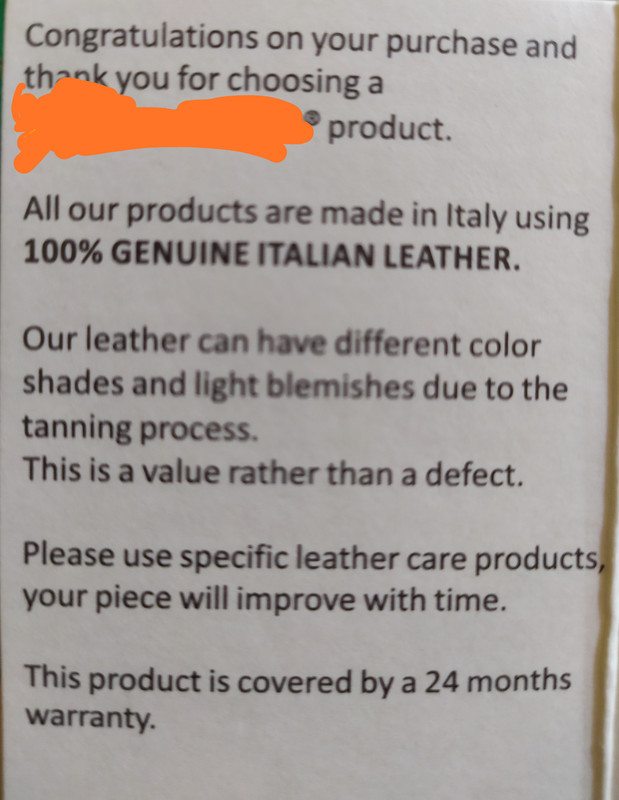 Congratulations on your purchase and
thank you for choosing a
® product.
All our products are made in Italy using
100% GENUINE ITALIAN LEATHER.
Our leather can have different color
shades and light blemishes due to the
tanning process.
This is a value rather than a defect.
Please use specific leather care products,
your piece will improve with time.
This product is covered by a 24 months
warranty.